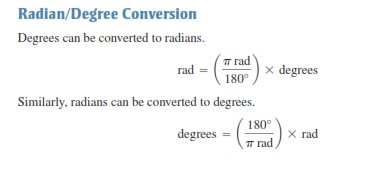 Radian/Degree Conversion
Degrees can be converted to radians.
rad = (π rad / 180°) × degrees
Similarly, radians can be converted to degrees.
degrees = (180° / π rad) × rad